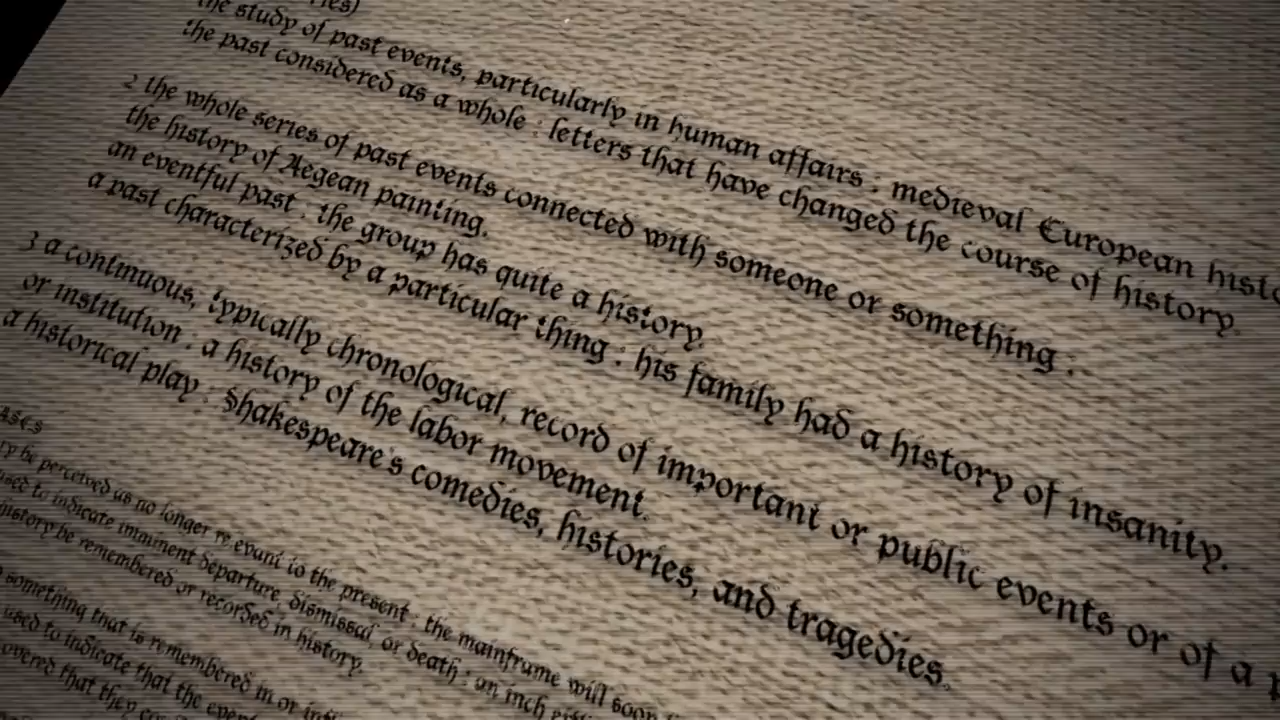 the study of past events, particularly in human affairs : medieval European
the past considered as a whole : letters that have changed the course of history.
2 the whole series of past events connected with someone or something :
the history of Aegean painting.
an eventful past : the group has quite a history.
a past characterized by a particular thing : his family had a history of insanity.
3 a continuous, typically chronological, record of important or public events or of a
or institution : a history of the labor movement.
a historical play : Shakespeare's comedies, histories, and tragedies.
be perceived as no longer relevant to the present : the mainframe will soon
used to indicate imminent departure, dismissal, or death : an inch
history be remembered or recorded in history.
something that is remembered in or
used to indicate that the
that they